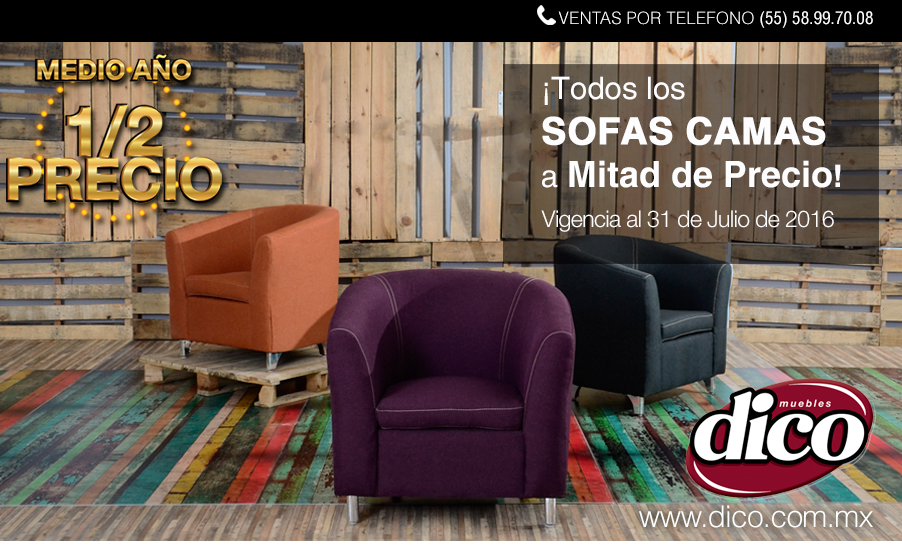 VENTAS POR TELEFONO (55) 58.99.70.08
MEDIO AÑO
1/2
PRECIO
¡Todos los
SOFAS CAMAS
a Mitad de Precio!
Vigencia al 31 de Julio de 2016
muebles
dico
www.dico.com.mx